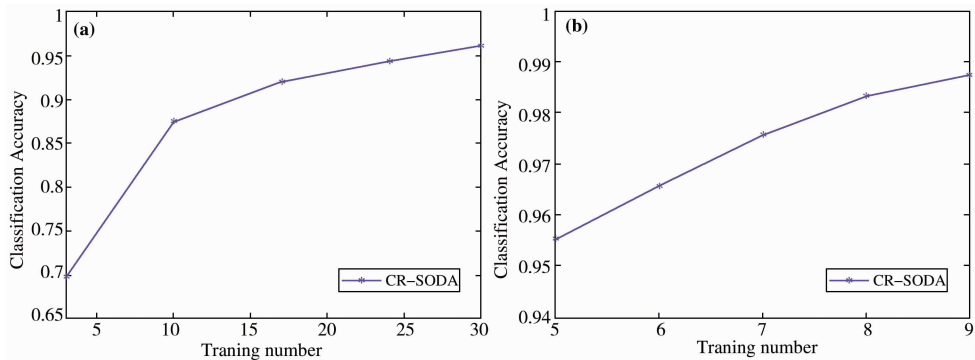 (a)
Classification Accuracy
1
0.95
0.9
0.85
0.8
0.75
0.7
0.65
5 10 15 20 25 30
Traning number
CR-SODA
(b)
Classification Accuracy
1
0.99
0.98
0.97
0.96
0.95
0.94
5 6 7 8 9
Traning number
CR-SODA